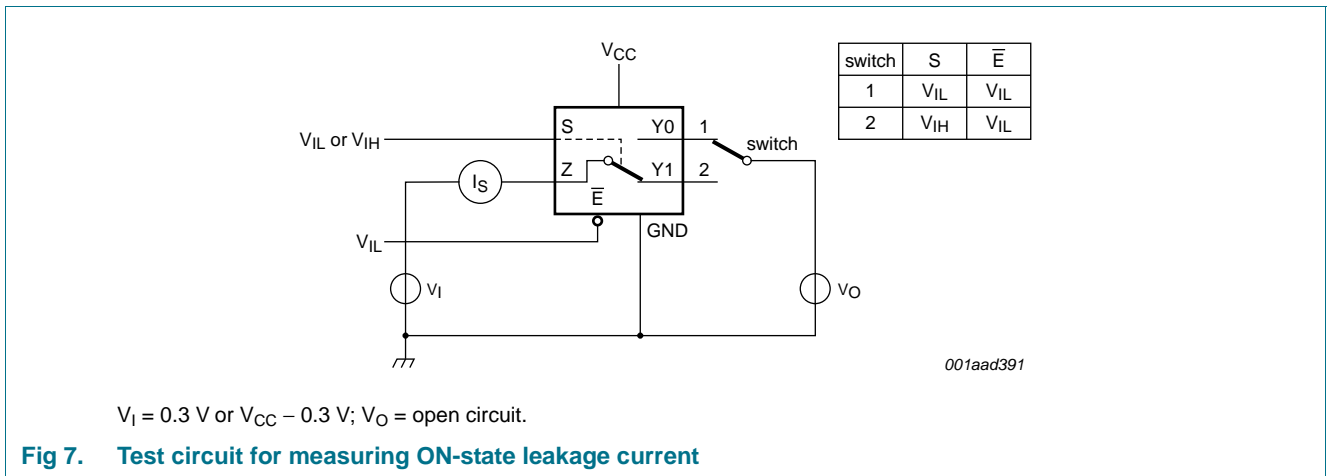 VCC
switch S E̅
1 VIL VIL
2 VIH VIL
VIL or VIH
S Y0 1
switch
Z Y1 2
IS
E̅
GND
VIL
VI
VO
001aad391
VI = 0.3 V or VCC − 0.3 V; VO = open circuit.
Fig 7. Test circuit for measuring ON-state leakage current